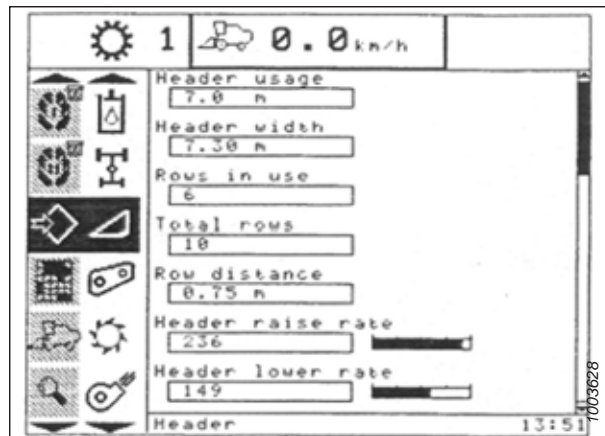 1
0.0 km/h
Header usage
7.0 m
Header width
7.30 m
Rows in use
6
Total rows
10
Row distance
0.75 m
Header raise rate
236
Header lower rate
149
Header
13:51
1003628